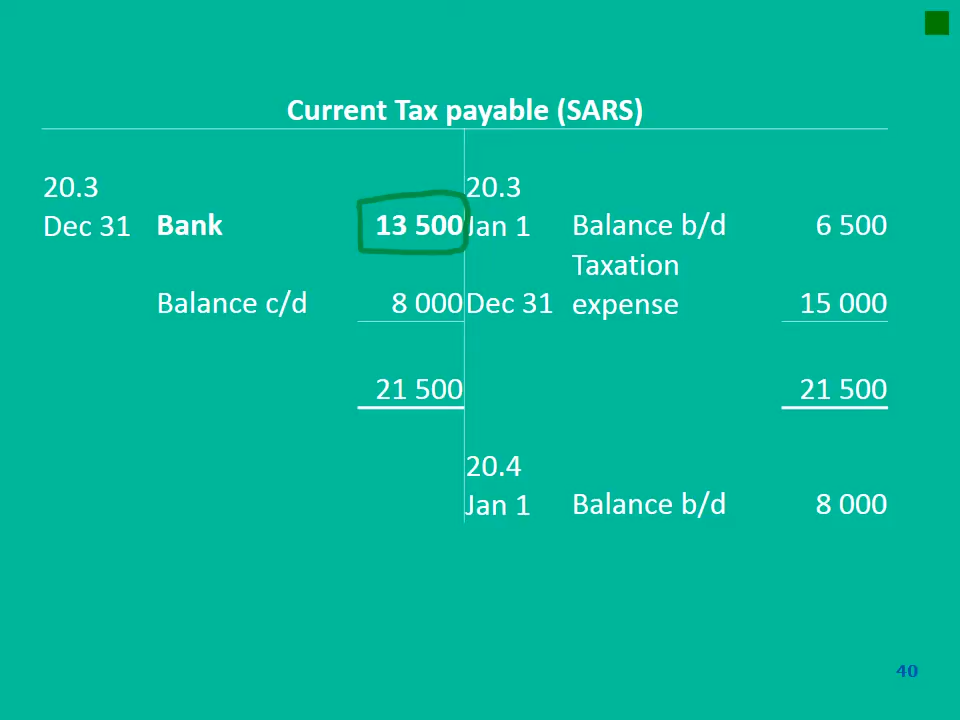 Current Tax payable (SARS)
20.3 20.3
Dec 31 Bank 13 500 Jan 1 Balance b/d 6 500
Taxation
Balance c/d 8 000 Dec 31 expense 15 000
21 500 21 500
20.4
Jan 1 Balance b/d 8 000
40